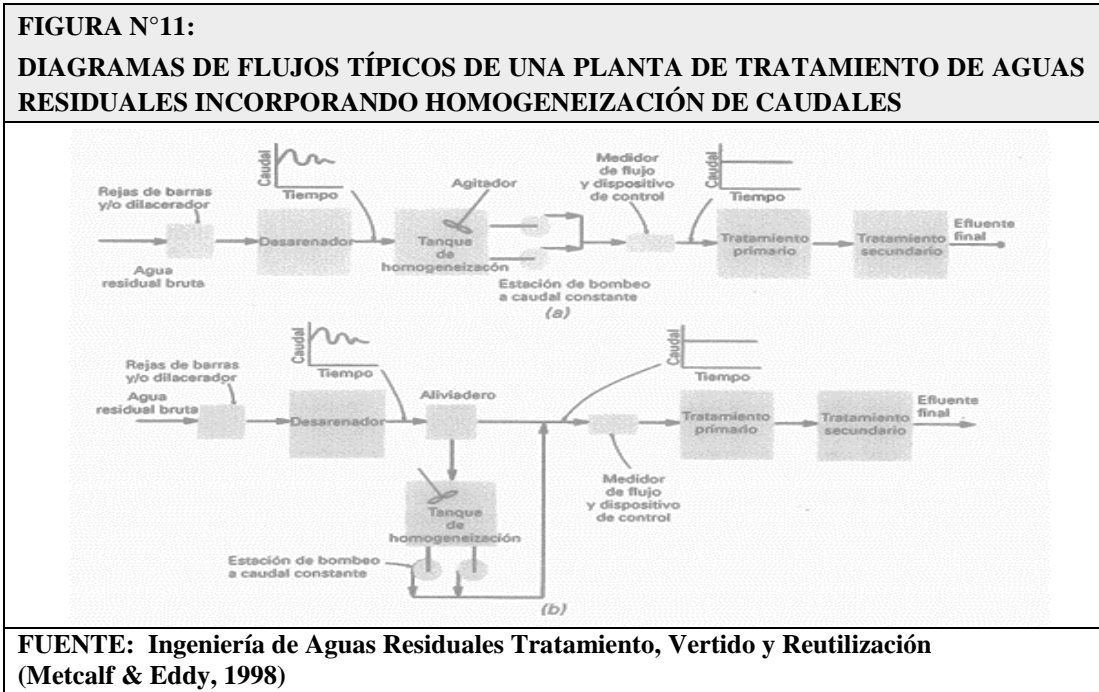 FIGURA N°11:
DIAGRAMAS DE FLUJOS TÍPICOS DE UNA PLANTA DE TRATAMIENTO DE AGUAS
RESIDUALES INCORPORANDO HOMOGENEIZACIÓN DE CAUDALES
Caudal
Tiempo
Rejas de barras
y/o dilacerador
Agua
residual bruta
Desarenador
Agitador
Tanque
de
homogeneizacón
Estación de bombeo
a caudal constante
Medidor
de flujo
y dispositivo
de control
Caudal
Tiempo
Tratamiento
primario
Tratamiento
secundario
Efluente
final
(a)
Caudal
Tiempo
Rejas de barras
y/o dilacerador
Agua
residual bruta
Desarenador
Aliviadero
Tanque
de
homogeneización
Estación de bombeo
a caudal constante
Caudal
Tiempo
Medidor
de flujo
y dispositivo
de control
Tratamiento
primario
Tratamiento
secundario
Efluente
final
(b)
FUENTE: Ingeniería de Aguas Residuales Tratamiento, Vertido y Reutilización
(Metcalf & Eddy, 1998)